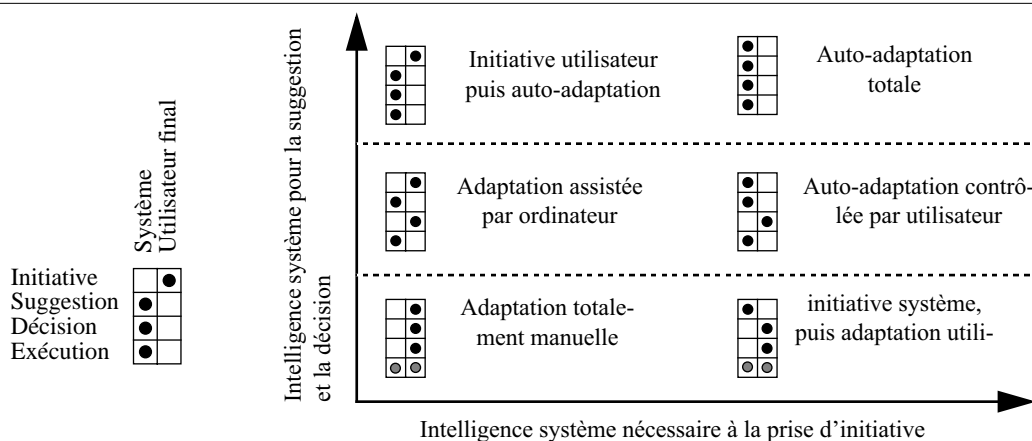 Système
Utilisateur final
Initiative
Suggestion
Décision
Exécution
Intelligence système pour la suggestion
et la décision
Initiative utilisateur
puis auto-adaptation
Auto-adaptation
totale
Adaptation assistée
par ordinateur
Auto-adaptation contrô-
lée par utilisateur
Adaptation totale-
ment manuelle
initiative système,
puis adaptation utili-
Intelligence système nécessaire à la prise d’initiative